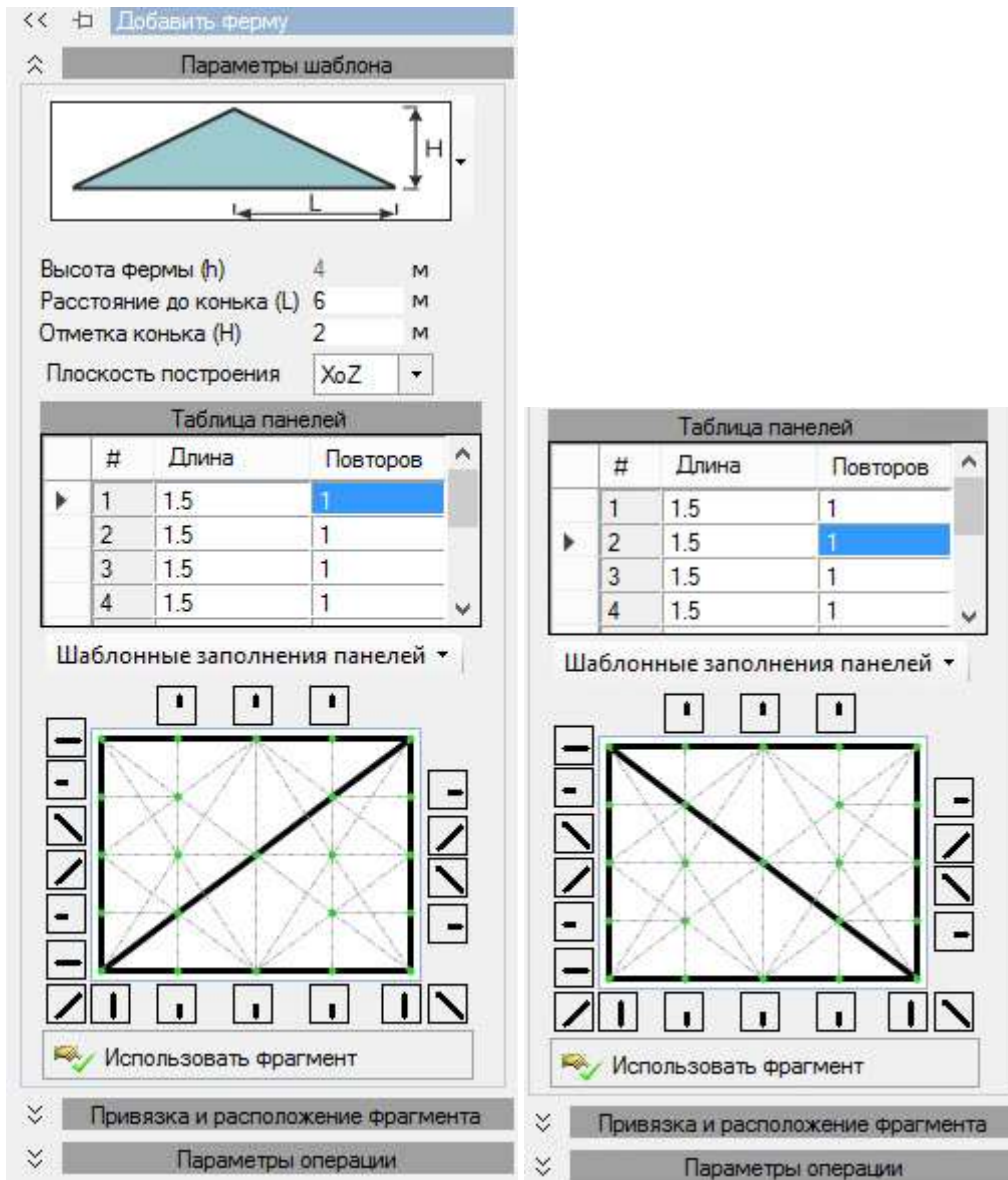 << Добавить ферму
Параметры шаблона
H
L
Высота фермы (h) 4 м
Расстояние до конька (L) 6 м
Отметка конька (H) 2 м
Плоскость построения XoZ
Таблица панелей
# Длина Повторов
1 1.5 1
2 1.5 1
3 1.5 1
4 1.5 1
Шаблонные заполнения панелей
Использовать фрагмент
Привязка и расположение фрагмента
Параметры операции
Таблица панелей
# Длина Повторов
1 1.5 1
2 1.5 1
3 1.5 1
4 1.5 1
Шаблонные заполнения панелей
Использовать фрагмент
Привязка и расположение фрагмента
Параметры операции